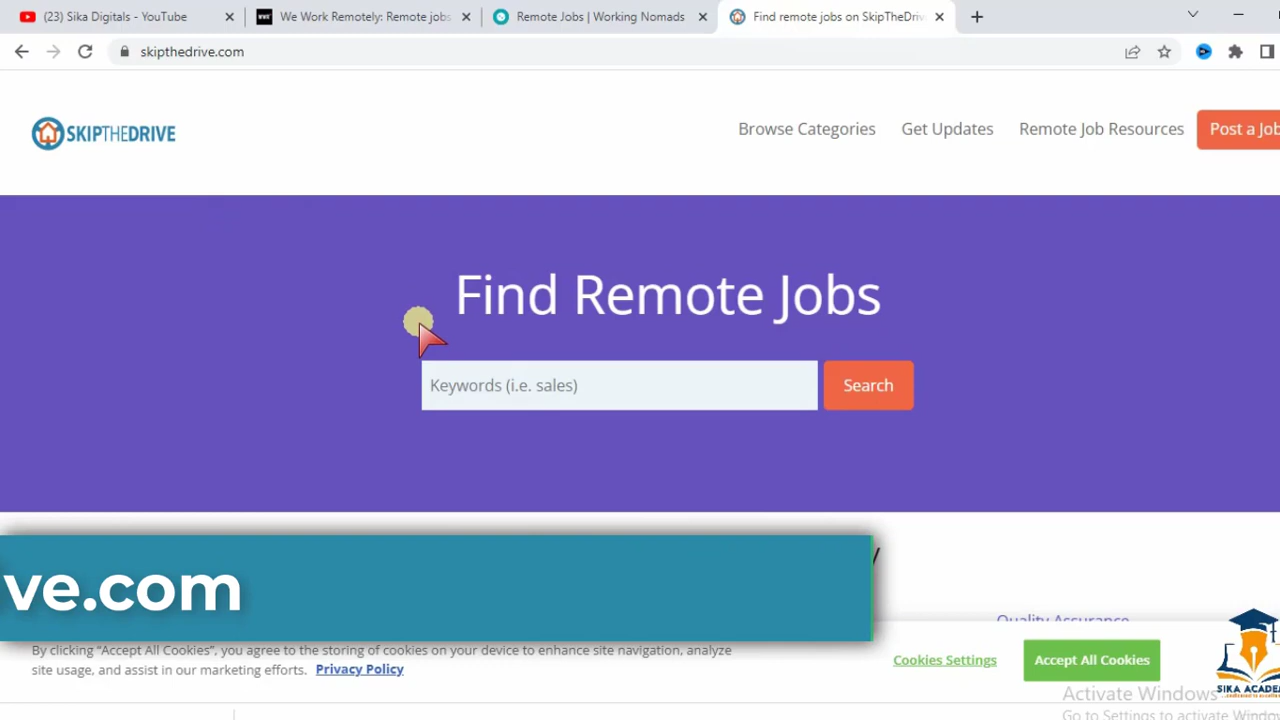 (23) Sika Digitals - YouTube
We Work Remotely: Remote jobs
Remote Jobs | Working Nomads
Find remote jobs on SkipTheDriv
skipthedrive.com
SKIPTHEDRIVE
Browse Categories
Get Updates
Remote Job Resources
Post a Job
Find Remote Jobs
Keywords (i.e. sales)
Search
ve.com
Quality Assurance
By clicking “Accept All Cookies”, you agree to the storing of cookies on your device to enhance site navigation, analyze
site usage, and assist in our marketing efforts. Privacy Policy
Cookies Settings
Accept All Cookies
SIKA ACADE
Activate Windows
Go to Settings to activate Windo